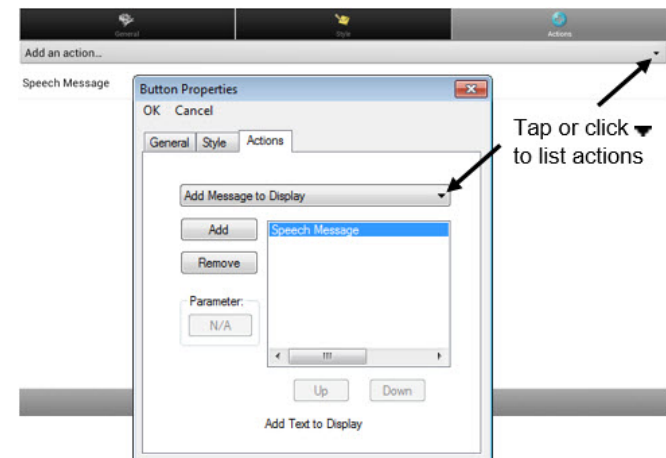 General Style Actions
Add an action...
Speech Message
Button Properties
OK Cancel
General Style Actions
Tap or click
to list actions
Add Message to Display
Add
Speech Message
Remove
Parameter:
N/A
Up Down
Add Text to Display